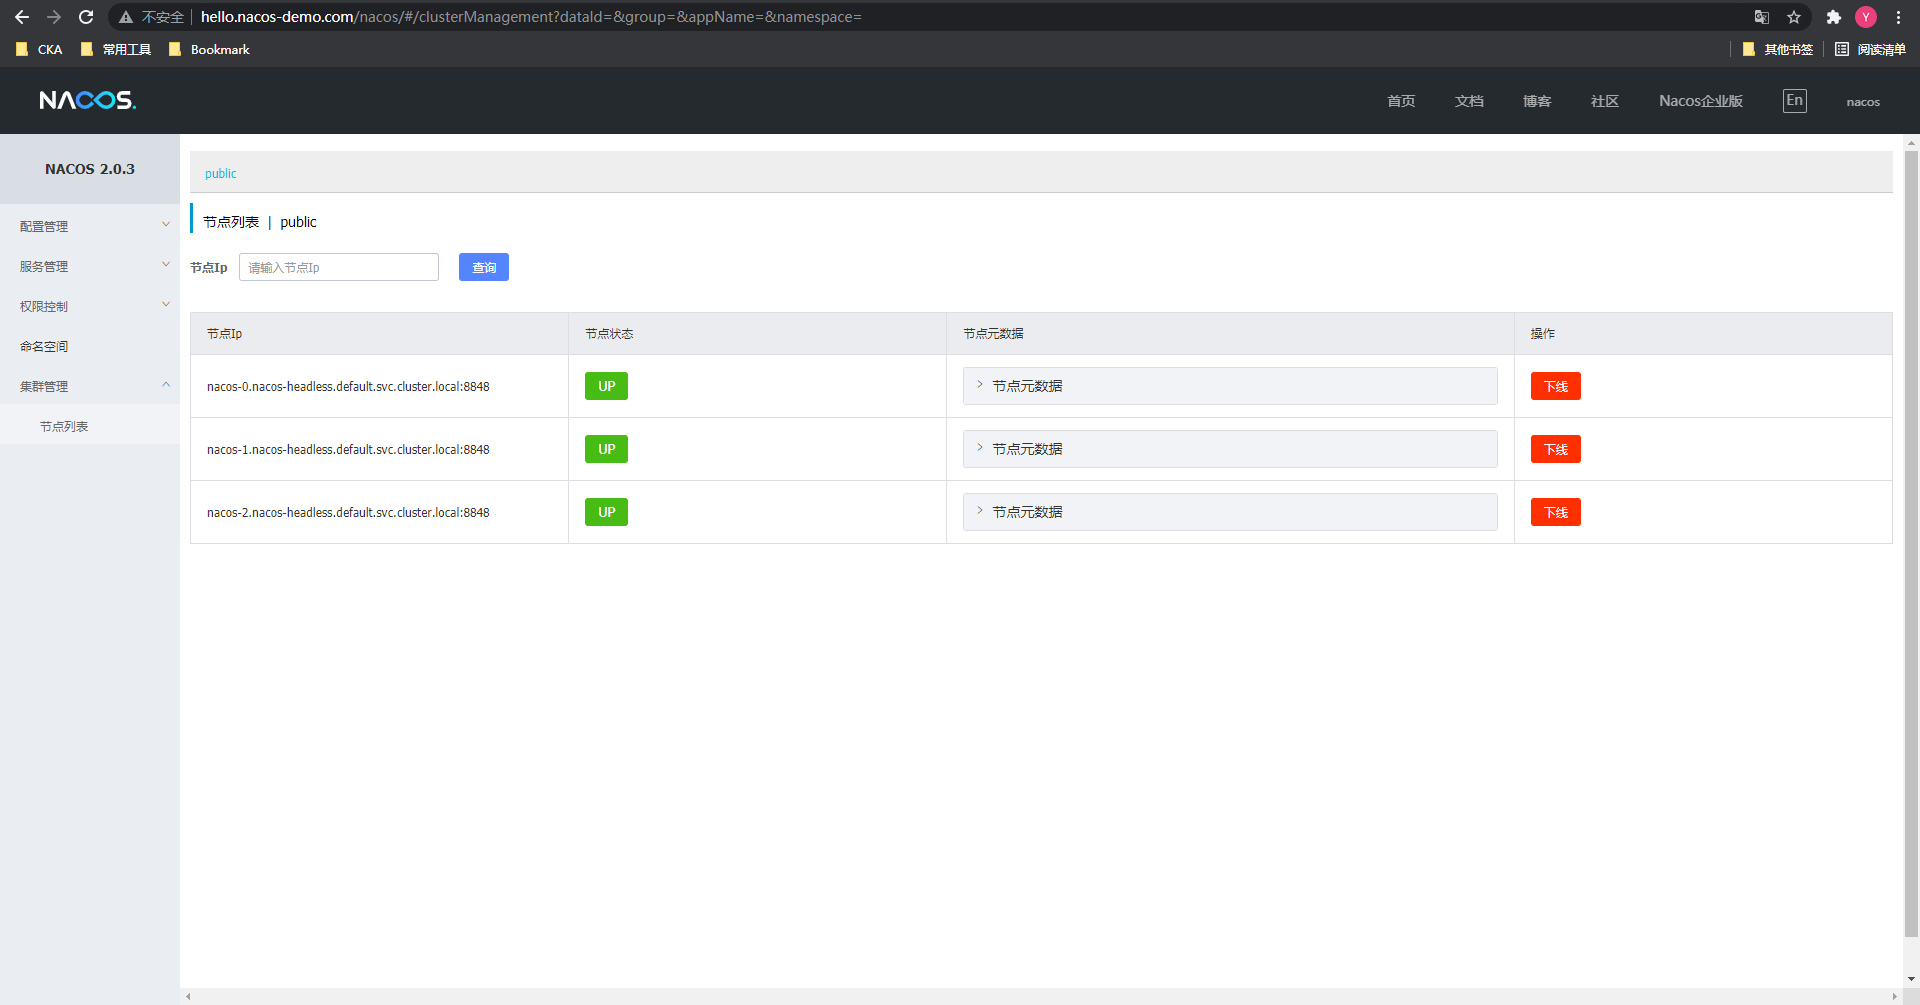 不安全 hello.nacos-demo.com/nacos/#/clusterManagement?dataId=&group=&appName=&namespace= Y
CKA 常用工具 Bookmark 其他书签 阅读清单
NACOS. 首页 文档 博客 社区 Nacos企业版 En nacos
NACOS 2.0.3
配置管理
服务管理
权限控制
命名空间
集群管理
节点列表
public
节点列表 | public
节点Ip 请输入节点Ip 查询
节点Ip 节点状态 节点元数据 操作
nacos-0.nacos-headless.default.svc.cluster.local:8848 UP 节点元数据 下线
nacos-1.nacos-headless.default.svc.cluster.local:8848 UP 节点元数据 下线
nacos-2.nacos-headless.default.svc.cluster.local:8848 UP 节点元数据 下线